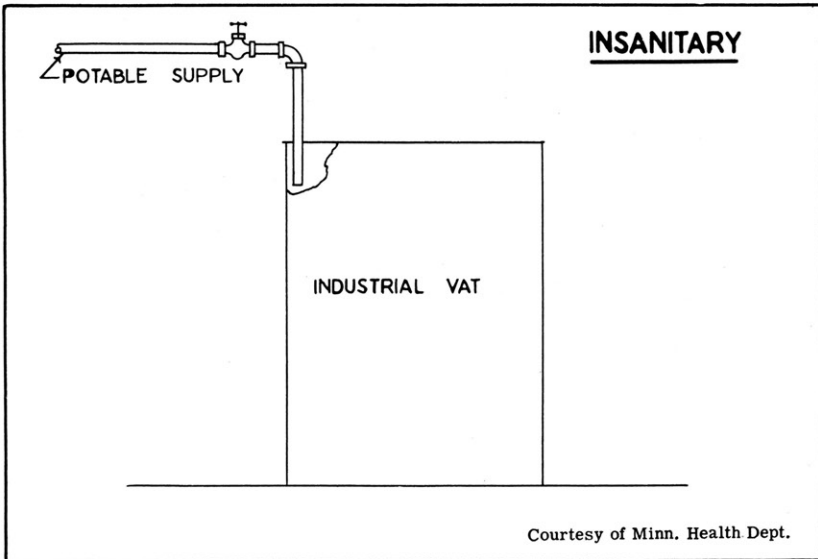 INSANITARY
POTABLE SUPPLY
INDUSTRIAL VAT
Courtesy of Minn. Health Dept.